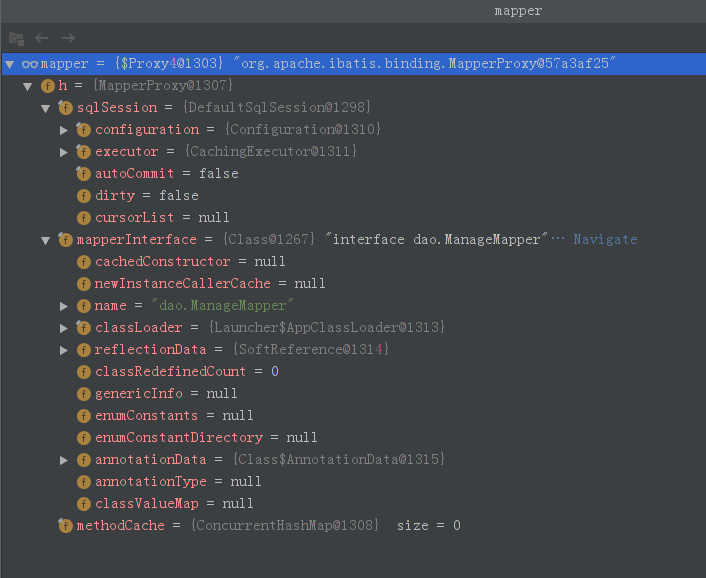 mapper
mapper = {$Proxy4@1303} "org.apache.ibatis.binding.MapperProxy@57a3af25"
f h = {MapperProxy@1307}
f sqlSession = {DefaultSqlSession@1298}
f configuration = {Configuration@1310}
f executor = {CachingExecutor@1311}
f autoCommit = false
f dirty = false
f cursorList = null
f mapperInterface = {Class@1267} "interface dao.ManageMapper"… Navigate
f cachedConstructor = null
f newInstanceCallerCache = null
f name = "dao.ManageMapper"
f classLoader = {Launcher$AppClassLoader@1313}
f reflectionData = {SoftReference@1314}
f classRedefinedCount = 0
f genericInfo = null
f enumConstants = null
f enumConstantDirectory = null
f annotationData = {Class$AnnotationData@1315}
f annotationType = null
f classValueMap = null
f methodCache = {ConcurrentHashMap@1308} size = 0